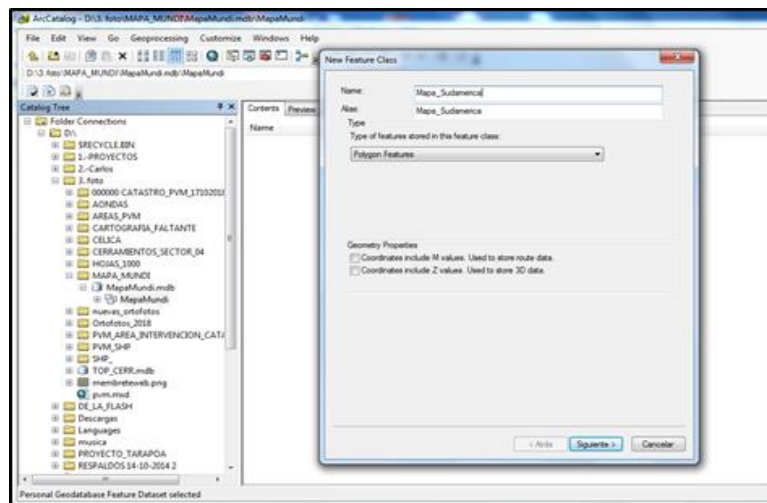 ArcCatalog - D:\3. foto\MAPA_MUNDI\MapaMundi.mdb\MapaMundi
File Edit View Go Geoprocessing Customize Windows Help
D:\3. foto\MAPA_MUNDI\MapaMundi.mdb\MapaMundi
Catalog Tree
Folder Connections
D:\
$RECYCLE.BIN
1.-PROYECTOS
2.-Carlos
3. foto
000000 CATASTRO_PVM_1710201
AONDAS
AREAS_PVM
CARTOGRAFIA_FALTANTE
CELICA
CERRAMIENTOS_SECTOR_04
HOJAS_1000
MAPA_MUNDI
MapaMundi.mdb
MapaMundi
nuevas_ortofotos
Ortofotos_2018
PVM_AREA_INTERVENCION_CATA
PVM_SHP
SHP_
TOP_CERR.mdb
membreteweb.png
pvm.mxd
DE_LA_FLASH
Descargas
Languages
musica
PROYECTO_TARAPOA
RESPALDOS 14-10-2014 2
Contents Preview
Name
New Feature Class
Name: Mapa_Sudamerica
Alias: Mapa_Sudamerica
Type
Type of features stored in this feature class:
Polygon Features
Geometry Properties
Coordinates include M values. Used to store route data.
Coordinates include Z values. Used to store 3D data.
< Atrás Siguiente > Cancelar
Personal Geodatabase Feature Dataset selected